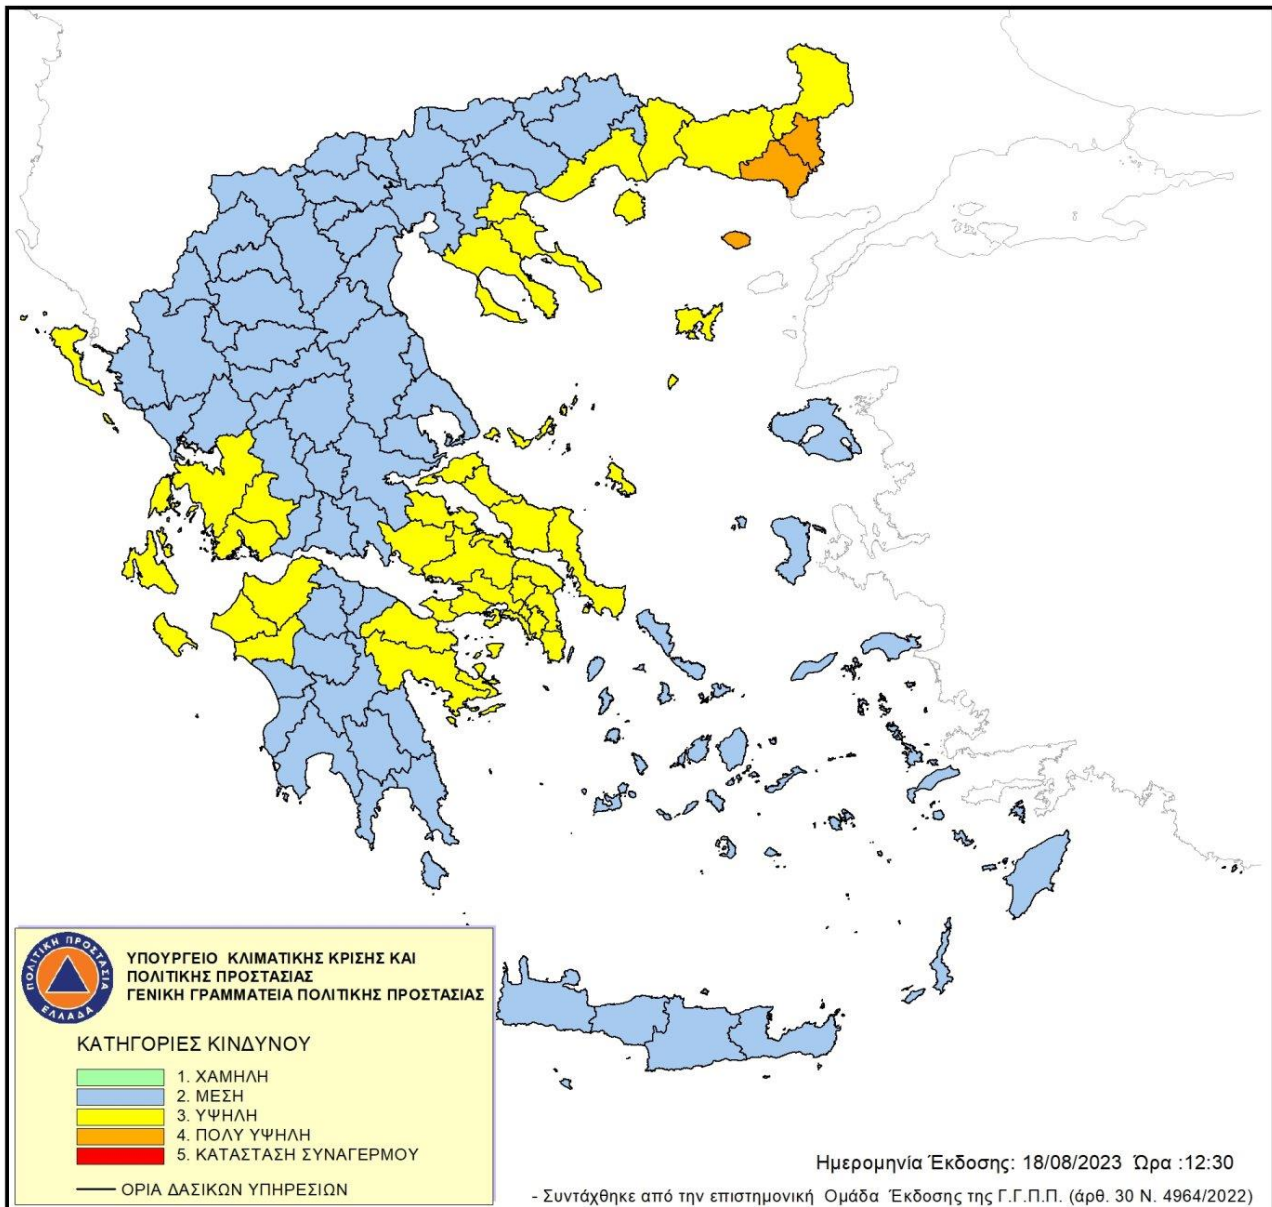 ΠΟΛΙΤΙΚΗ ΠΡΟΣΤΑΣΙΑ
ΕΛΛΑΔΑ
ΥΠΟΥΡΓΕΙΟ ΚΛΙΜΑΤΙΚΗΣ ΚΡΙΣΗΣ ΚΑΙ
ΠΟΛΙΤΙΚΗΣ ΠΡΟΣΤΑΣΙΑΣ
ΓΕΝΙΚΗ ΓΡΑΜΜΑΤΕΙΑ ΠΟΛΙΤΙΚΗΣ ΠΡΟΣΤΑΣΙΑΣ
ΚΑΤΗΓΟΡΙΕΣ ΚΙΝΔΥΝΟΥ
1. ΧΑΜΗΛΗ
2. ΜΕΣΗ
3. ΥΨΗΛΗ
4. ΠΟΛΥ ΥΨΗΛΗ
5. ΚΑΤΑΣΤΑΣΗ ΣΥΝΑΓΕΡΜΟΥ
ΟΡΙΑ ΔΑΣΙΚΩΝ ΥΠΗΡΕΣΙΩΝ
Ημερομηνία Έκδοσης: 18/08/2023 Ώρα :12:30
- Συντάχθηκε από την επιστημονική Ομάδα Έκδοσης της Γ.Γ.Π.Π. (άρθ. 30 Ν. 4964/2022)